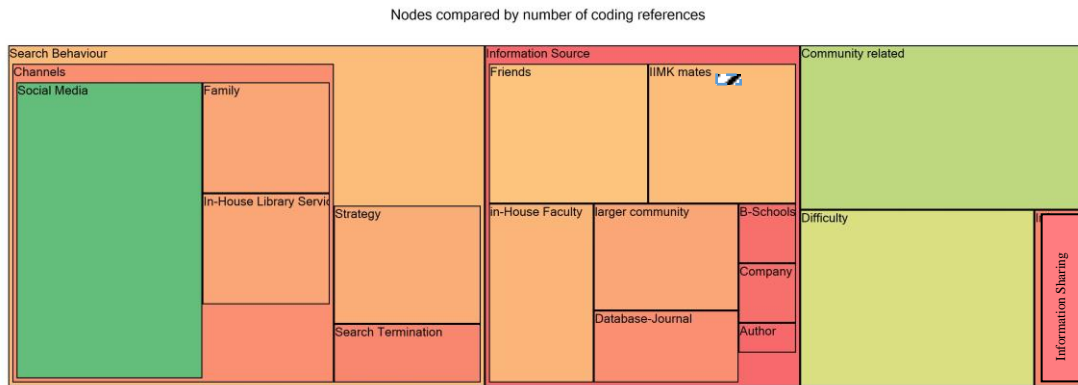 Nodes compared by number of coding references
Search Behaviour
Channels
Social Media
Family
In-House Library Servic
Strategy
Search Termination
Information Source
Friends
IIMK mates
in-House Faculty
larger community
Database-Journal
B-Schools
Company
Author
Community related
Difficulty
Information Sharing